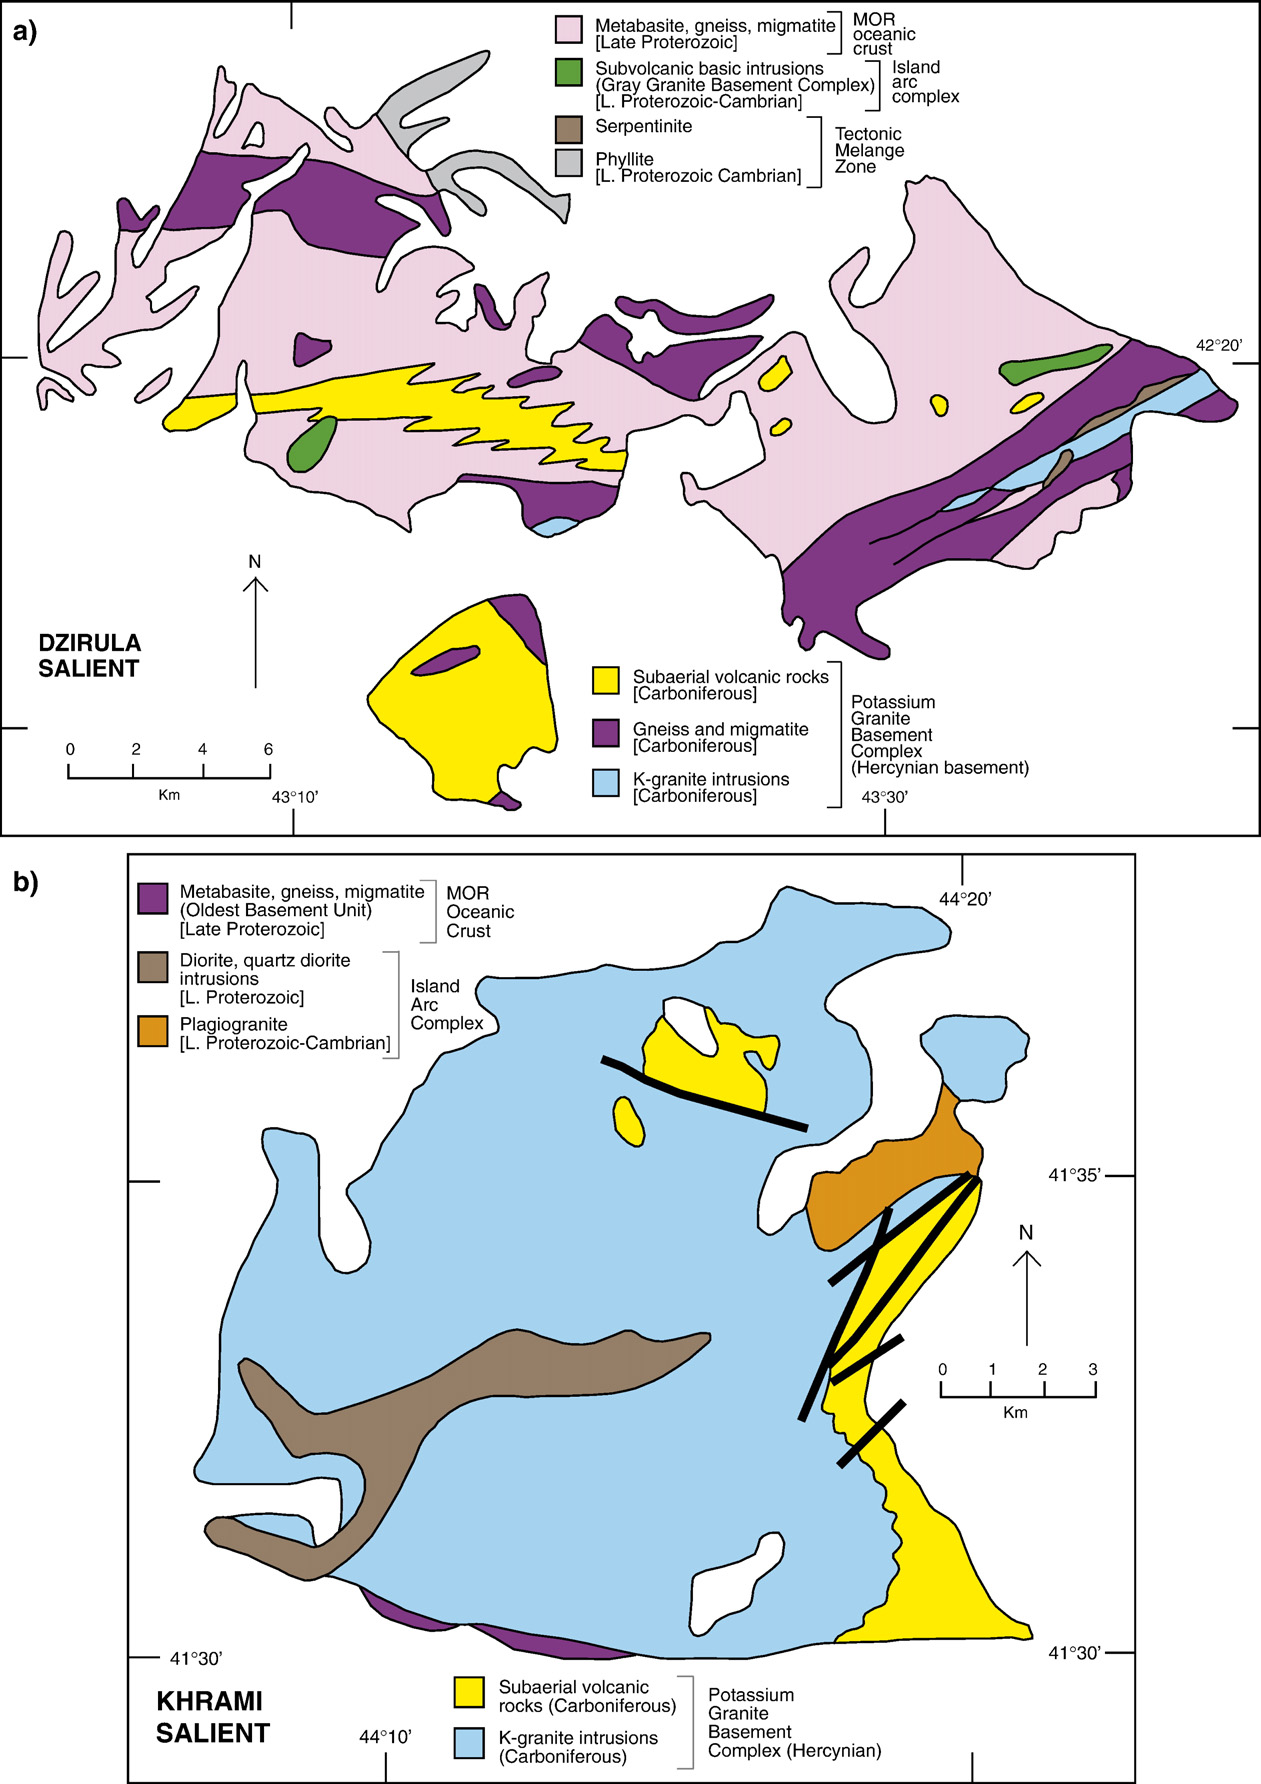 a)
Metabasite, gneiss, migmatite
[Late Proterozoic]
MOR
oceanic
crust
Subvolcanic basic intrusions
(Gray Granite Basement Complex)
[L. Proterozoic-Cambrian]
Island
arc
complex
Serpentinite
Phyllite
[L. Proterozoic Cambrian]
Tectonic
Melange
Zone
42°20'
N
DZIRULA
SALIENT
0 2 4 6
Km
43°10'
Subaerial volcanic rocks
[Carboniferous]
Gneiss and migmatite
[Carboniferous]
K-granite intrusions
[Carboniferous]
Potassium
Granite
Basement
Complex
(Hercynian basement)
43°30'
b)
Metabasite, gneiss, migmatite
(Oldest Basement Unit)
[Late Proterozoic]
MOR
Oceanic
Crust
Diorite, quartz diorite
intrusions
[L. Proterozoic]
Plagiogranite
[L. Proterozoic-Cambrian]
Island
Arc
Complex
44°20'
41°35'
N
0 1 2 3
Km
41°30'
41°30'
KHRAMI
SALIENT
44°10'
Subaerial volcanic
rocks (Carboniferous)
K-granite intrusions
(Carboniferous)
Potassium
Granite
Basement
Complex (Hercynian)